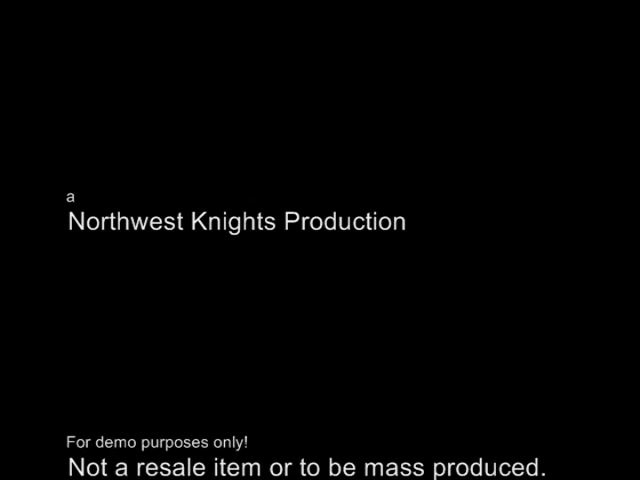 a
Northwest Knights Production
For demo purposes only!
Not a resale item or to be mass produced.